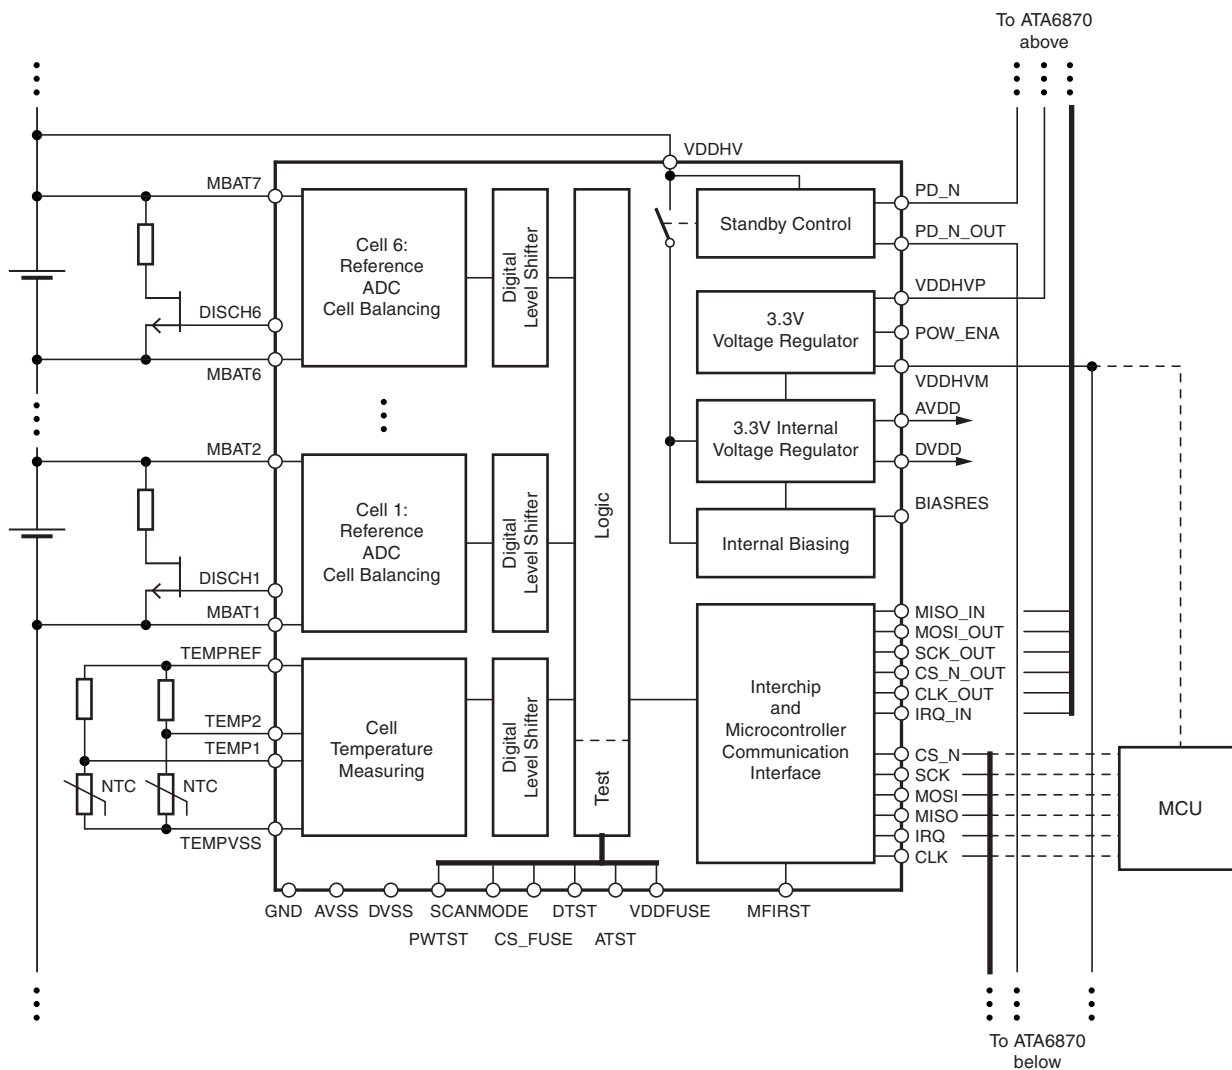 To ATA6870
above
VDDHV
MBAT7
PD_N
Cell 6:
Reference
ADC
Cell Balancing
Digital
Level Shifter
Standby Control
PD_N_OUT
VDDHVP
DISCH6
3.3V
Voltage Regulator
POW_ENA
MBAT6
VDDHVM
AVDD
3.3V Internal
Voltage Regulator
MBAT2
DVDD
BIASRES
Cell 1:
Reference
ADC
Cell Balancing
Digital
Level Shifter
Logic
Internal Biasing
DISCH1
MBAT1
MISO_IN
MOSI_OUT
SCK_OUT
CS_N_OUT
CLK_OUT
IRQ_IN
TEMPREF
TEMP2
TEMP1
NTC
NTC
TEMPVSS
Cell
Temperature
Measuring
Digital
Level Shifter
Test
Interchip
and
Microcontroller
Communication
Interface
CS_N
SCK
MOSI
MISO
IRQ
CLK
MCU
GND
AVSS
DVSS
SCANMODE
DTST
VDDFUSE
MFIRST
PWTST
CS_FUSE
ATST
To ATA6870
below